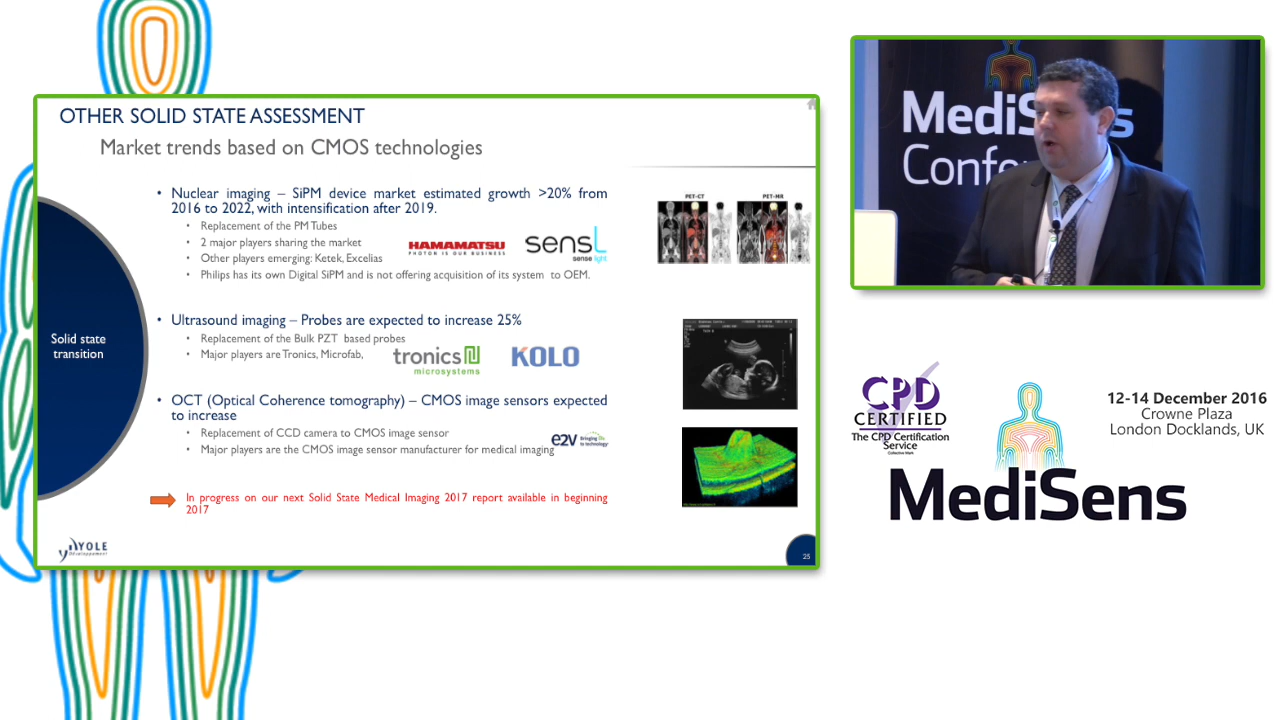 OTHER SOLID STATE ASSESSMENT
Market trends based on CMOS technologies
• Nuclear imaging – SiPM device market estimated growth >20% from
2016 to 2022, with intensification after 2019.
• Replacement of the PM Tubes
• 2 major players sharing the market
• Other players emerging: Ketek, Excelias
• Philips has its own Digital SiPM and is not offering acquisition of its system to OEM.
HAMAMATSU
PHOTON IS OUR BUSINESS
sensL
sense light
PET-CT
PET-MR
Solid state
transition
• Ultrasound imaging – Probes are expected to increase 25%
• Replacement of the Bulk PZT based probes
• Major players are Tronics, Microfab,
tronics
microsystems
KOLO
• OCT (Optical Coherence tomography) – CMOS image sensors expected
to increase
• Replacement of CCD camera to CMOS image sensor
• Major players are the CMOS image sensor manufacturer for medical imaging
e2v
Bringing life
to technology
In progress on our next Solid State Medical Imaging 2017 report available in beginning
2017
YOLE
Développement
25
MediS s
Confe
CPD
CERTIFIED
The CPD Certification
Service
Collective Mark
12-14 December 2016
Crowne Plaza
London Docklands, UK
MediSens